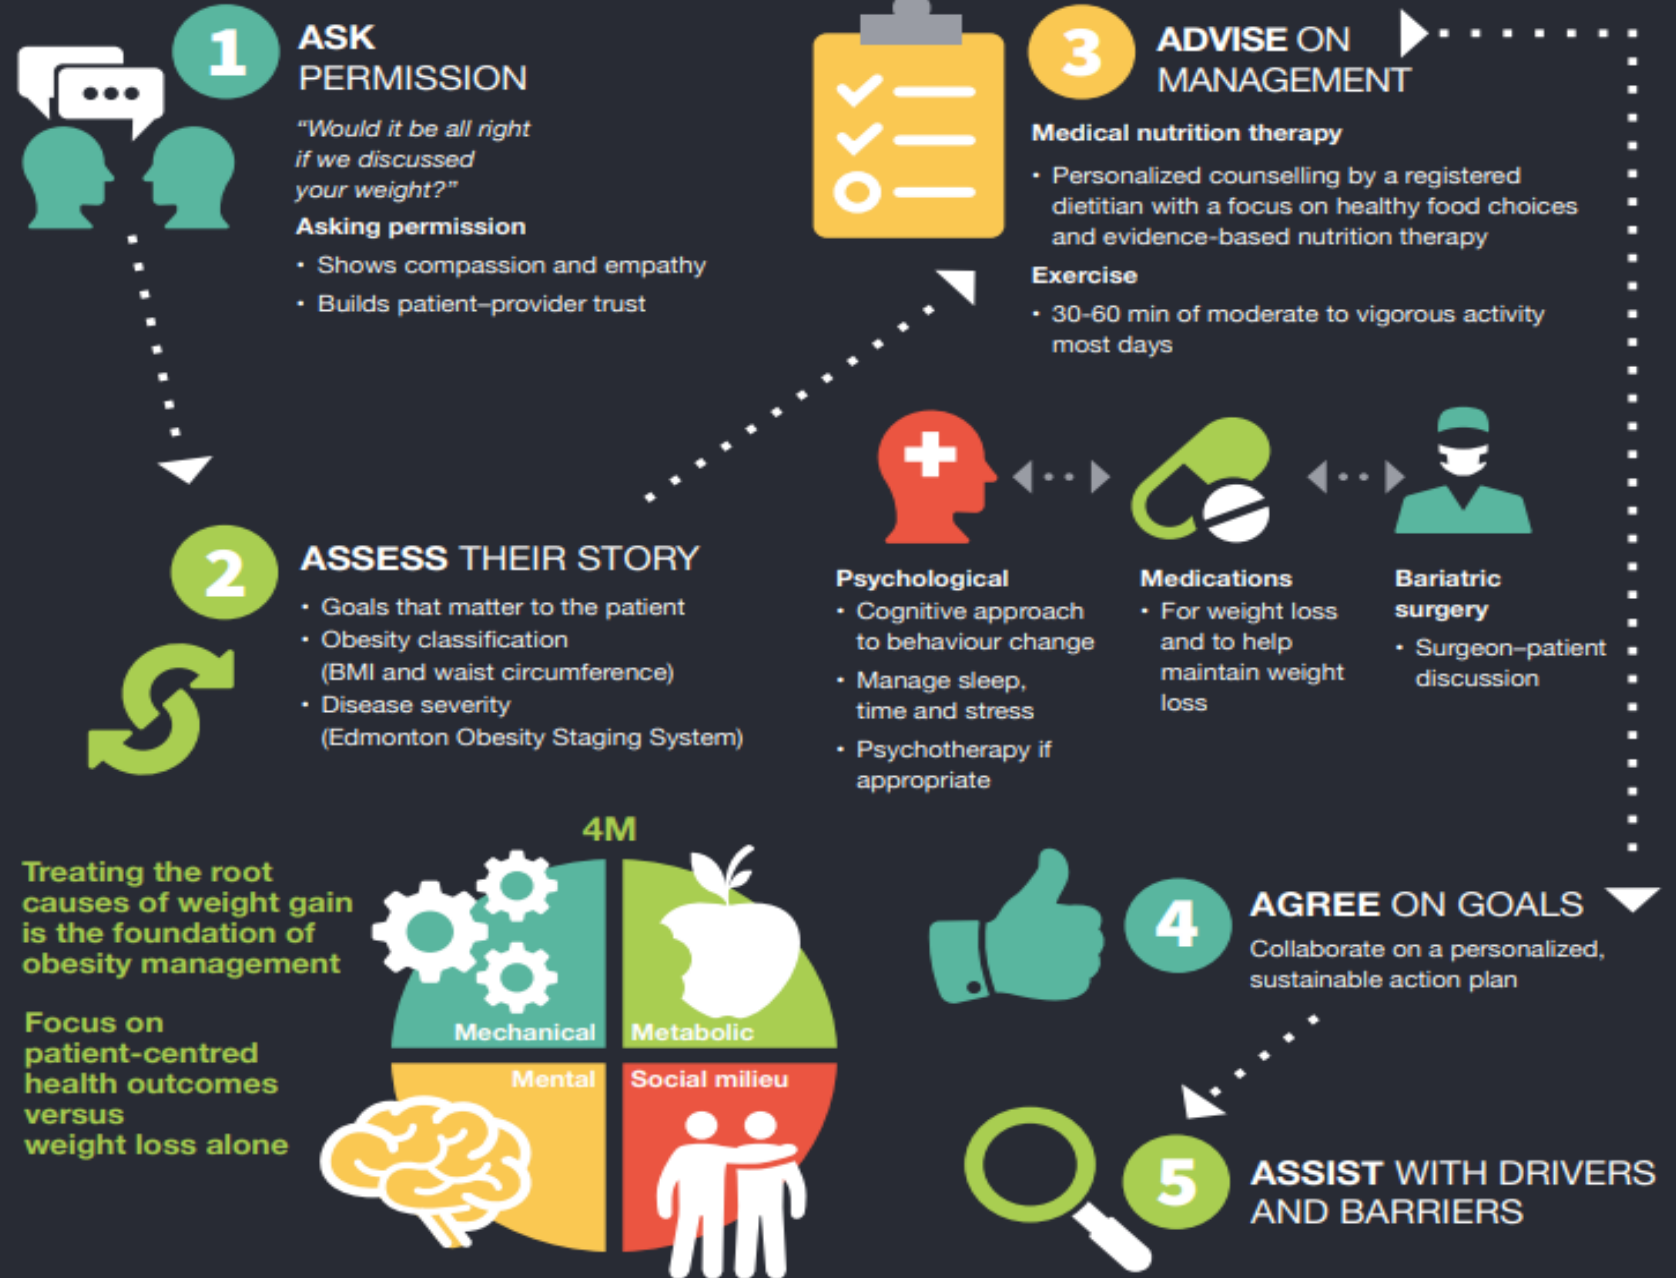 1
ASK
PERMISSION
“Would it be all right
if we discussed
your weight?”
Asking permission
• Shows compassion and empathy
• Builds patient–provider trust
2
ASSESS THEIR STORY
• Goals that matter to the patient
• Obesity classification
(BMI and waist circumference)
• Disease severity
(Edmonton Obesity Staging System)
Treating the root
causes of weight gain
is the foundation of
obesity management
Focus on
patient-centred
health outcomes
versus
weight loss alone
4M
Mechanical
Metabolic
Mental
Social milieu
3
ADVISE ON
MANAGEMENT
Medical nutrition therapy
• Personalized counselling by a registered
dietitian with a focus on healthy food choices
and evidence-based nutrition therapy
Exercise
• 30-60 min of moderate to vigorous activity
most days
Psychological
• Cognitive approach
to behaviour change
• Manage sleep,
time and stress
• Psychotherapy if
appropriate
Medications
• For weight loss
and to help
maintain weight
loss
Bariatric
surgery
• Surgeon–patient
discussion
4
AGREE ON GOALS
Collaborate on a personalized,
sustainable action plan
5
ASSIST WITH DRIVERS
AND BARRIERS